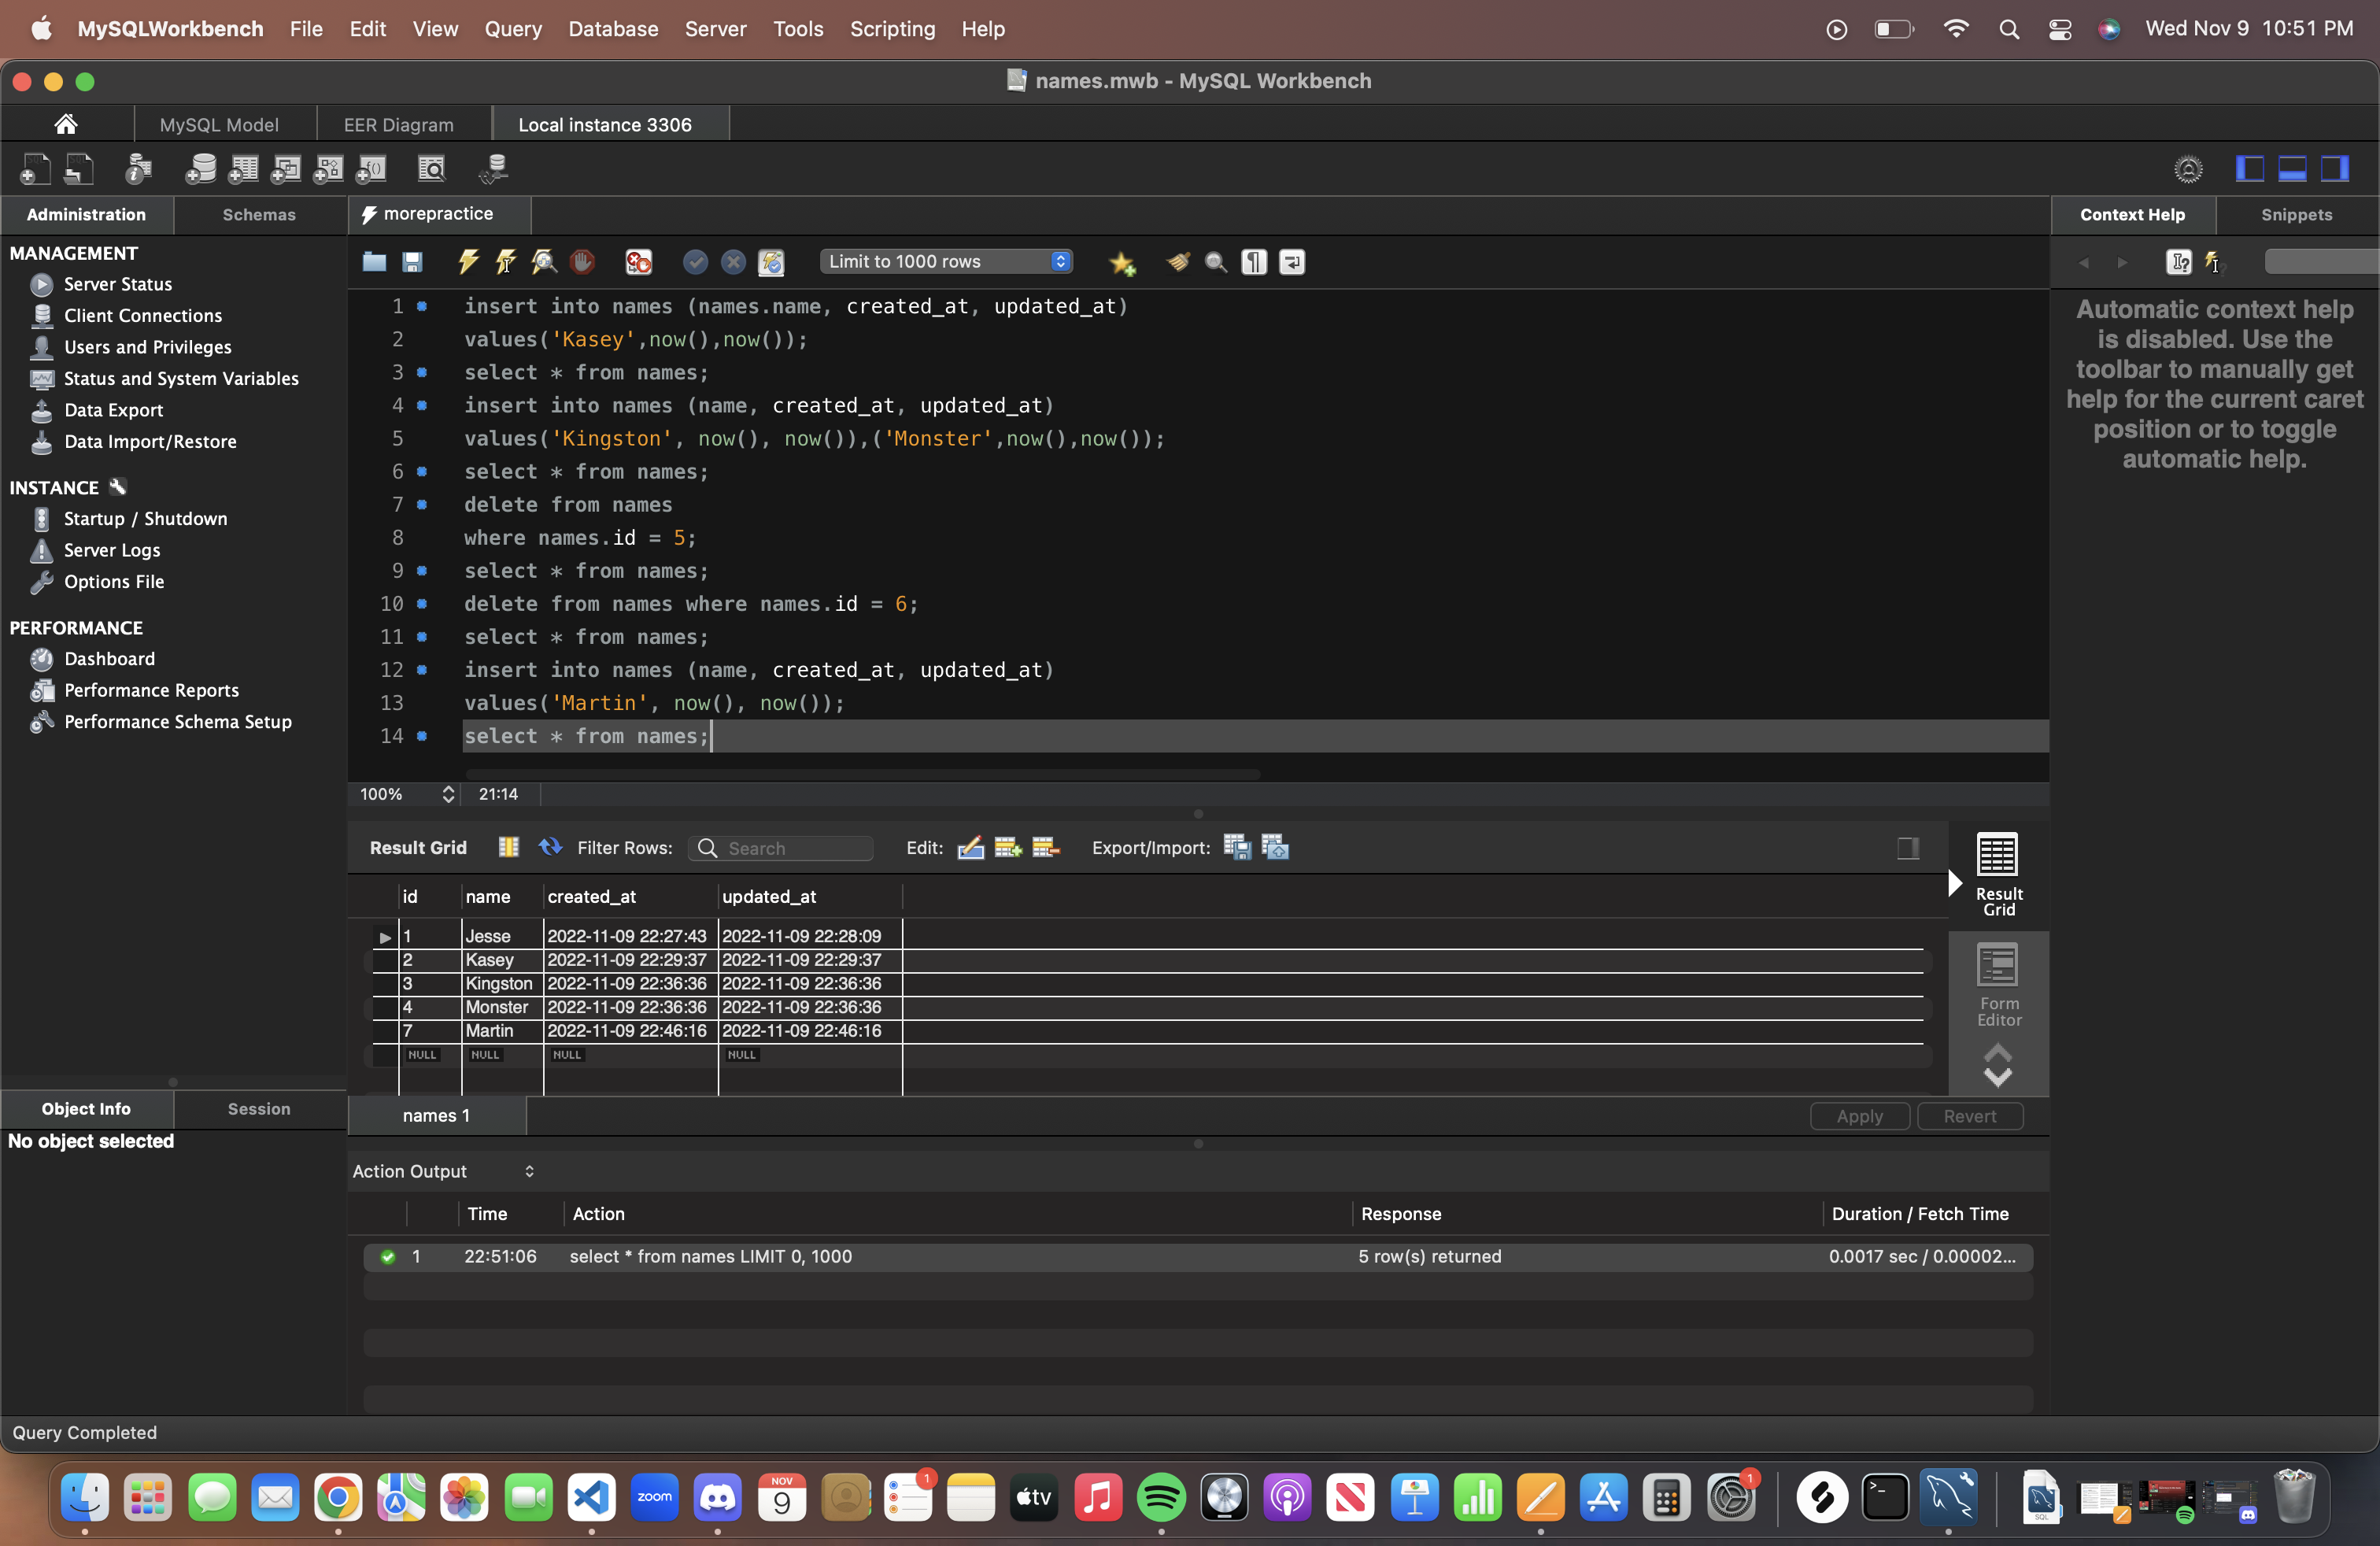 MySQLWorkbench File Edit View Query Database Server Tools Scripting Help Wed Nov 9 10:51 PM
names.mwb - MySQL Workbench
MySQL Model EER Diagram Local instance 3306
Administration Schemas morepractice Context Help Snippets
MANAGEMENT
Server Status
Client Connections
Users and Privileges
Status and System Variables
Data Export
Data Import/Restore
INSTANCE
Startup / Shutdown
Server Logs
Options File
PERFORMANCE
Dashboard
Performance Reports
Performance Schema Setup
Limit to 1000 rows
1 insert into names (names.name, created_at, updated_at)
2 values('Kasey',now(),now());
3 select * from names;
4 insert into names (name, created_at, updated_at)
5 values('Kingston', now(), now()),('Monster',now(),now());
6 select * from names;
7 delete from names
8 where names.id = 5;
9 select * from names;
10 delete from names where names.id = 6;
11 select * from names;
12 insert into names (name, created_at, updated_at)
13 values('Martin', now(), now());
14 select * from names;
100% 21:14
Automatic context help
is disabled. Use the
toolbar to manually get
help for the current caret
position or to toggle
automatic help.
Result Grid Filter Rows: Search Edit: Export/Import:
id name created_at updated_at
1 Jesse 2022-11-09 22:27:43 2022-11-09 22:28:09
2 Kasey 2022-11-09 22:29:37 2022-11-09 22:29:37
3 Kingston 2022-11-09 22:36:36 2022-11-09 22:36:36
4 Monster 2022-11-09 22:36:36 2022-11-09 22:36:36
7 Martin 2022-11-09 22:46:16 2022-11-09 22:46:16
NULL NULL NULL NULL
Result
Grid
Form
Editor
names 1 Apply Revert
Object Info Session
No object selected
Action Output
Time Action Response Duration / Fetch Time
1 22:51:06 select * from names LIMIT 0, 1000 5 row(s) returned 0.0017 sec / 0.00002...
Query Completed
zoom NOV 9 1 tv 1 SQL